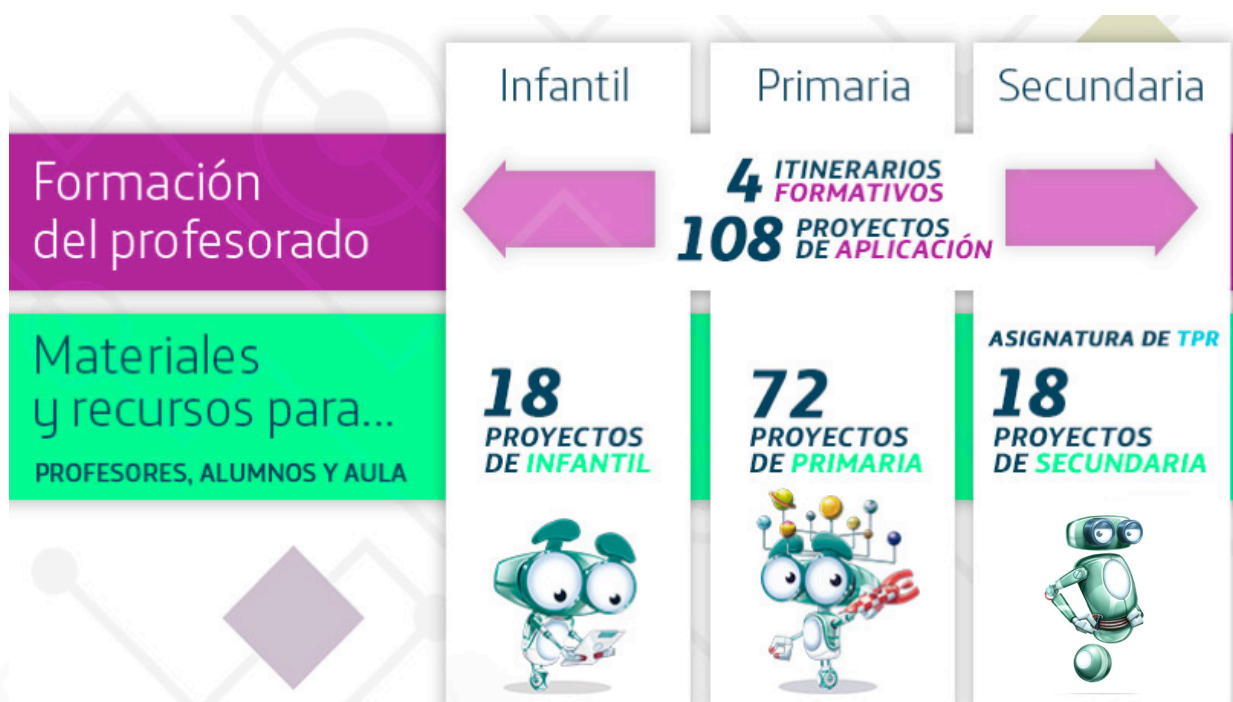 Infantil
Primaria
Secundaria
Formación
del profesorado
4 ITINERARIOS
FORMATIVOS
108 PROYECTOS
DE APLICACIÓN
Materiales
y recursos para...
PROFESORES, ALUMNOS Y AULA
18
PROYECTOS
DE INFANTIL
72
PROYECTOS
DE PRIMARIA
ASIGNATURA DE TPR
18
PROYECTOS
DE SECUNDARIA